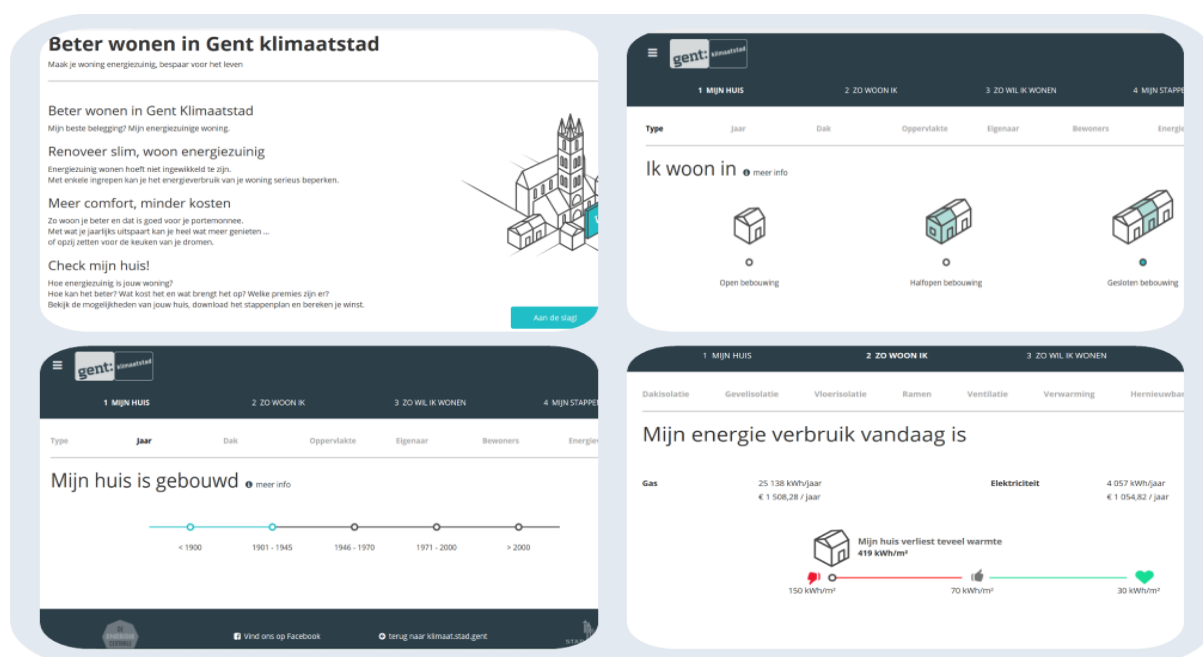 Beter wonen in Gent klimaatstad
Maak je woning energiezuinig, bespaar voor het leven
Beter wonen in Gent Klimaatstad
Mijn beste belegging? Mijn energiezuinige woning.
Renoveer slim, woon energiezuinig
Energiezuinig wonen hoeft niet ingewikkeld te zijn.
Met enkele ingrepen kan je het energieverbruik van je woning serieus beperken.
Meer comfort, minder kosten
Zo woon je beter en dat is goed voor je portemonnee.
Met wat je jaarlijks uitspaart kan je heel wat meer genieten ...
of opzij zetten voor de keuken van je dromen.
Check mijn huis!
Hoe energiezuinig is jouw woning?
Hoe kan het beter? Wat kost het en wat brengt het op? Welke premies zijn er?
Bekijk de mogelijkheden van jouw huis, download het stappenplan en bereken je winst.
Aan de slag!
gent: klimaatstad
1 MIJN HUIS 2 ZO WOON IK 3 ZO WIL IK WONEN 4 MIJN STAPPE
Type Jaar Dak Oppervlakte Eigenaar Bewoners Energie
Ik woon in meer info
Open bebouwing Halfopen bebouwing Gesloten bebouwing
gent: klimaatstad
1 MIJN HUIS 2 ZO WOON IK 3 ZO WIL IK WONEN 4 MIJN STAPPE
Type Jaar Dak Oppervlakte Eigenaar Bewoners Energie
Mijn huis is gebouwd meer info
< 1900 1901 - 1945 1946 - 1970 1971 - 2000 > 2000
Vind ons op Facebook terug naar klimaat.stad.gent
1 MIJN HUIS 2 ZO WOON IK 3 ZO WIL IK WONEN
Dakisolatie Gevelisolatie Vloerisolatie Ramen Ventilatie Verwarming Hernieuwba
Mijn energie verbruik vandaag is
Gas 25 138 kWh/jaar Elektriciteit 4 057 kWh/jaar
€ 1 508,28 / jaar € 1 054,82 / jaar
Mijn huis verliest teveel warmte
419 kWh/m²
150 kWh/m² 70 kWh/m² 30 kWh/m²